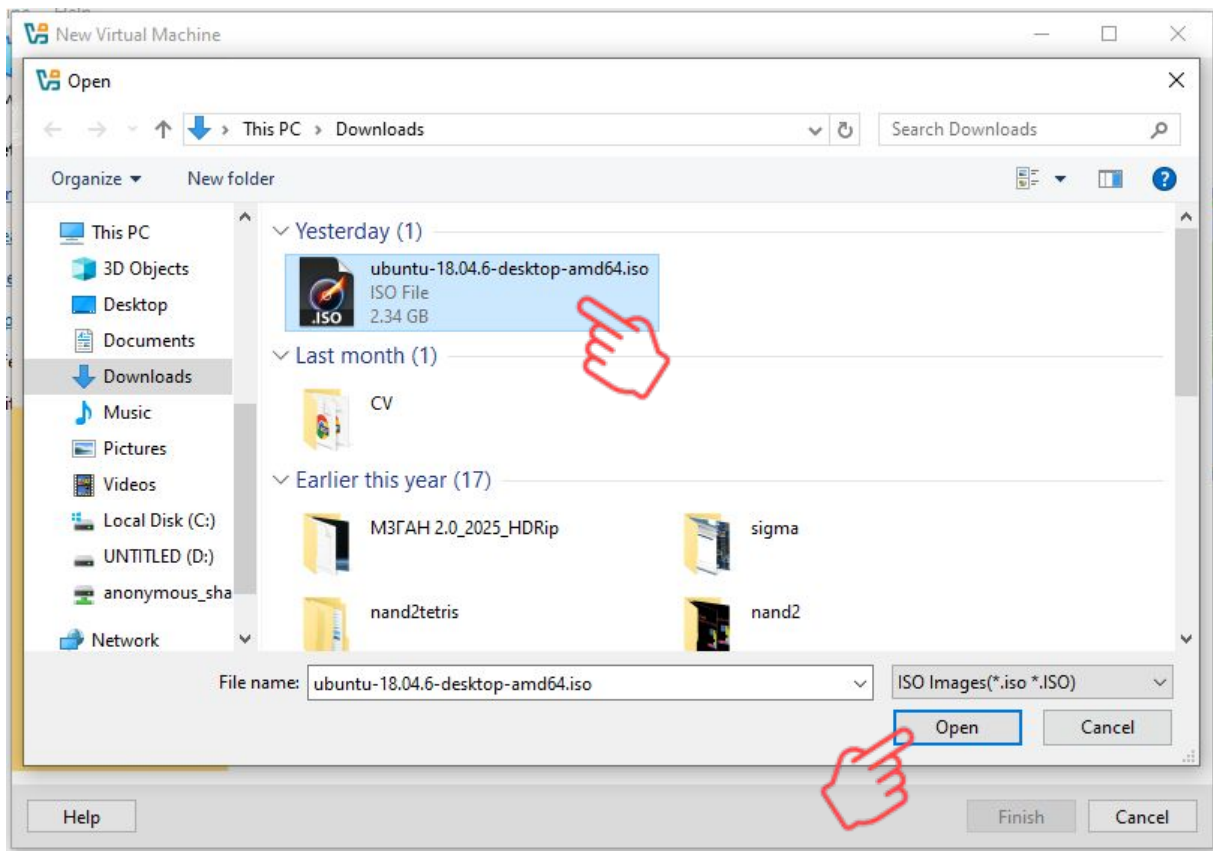 Help
New Virtual Machine
Open
This PC > Downloads
Search Downloads
Organize
New folder
This PC
3D Objects
Desktop
Documents
Downloads
Music
Pictures
Videos
Local Disk (C:)
UNTITLED (D:)
anonymous_sha
Network
Yesterday (1)
ubuntu-18.04.6-desktop-amd64.iso
ISO File
2.34 GB
.ISO
Last month (1)
CV
Earlier this year (17)
МЗГАН 2.0_2025_HDRip
sigma
nand2tetris
nand2
File name: ubuntu-18.04.6-desktop-amd64.iso
ISO Images(*.iso *.ISO)
Open
Cancel
Help
Finish
Cancel